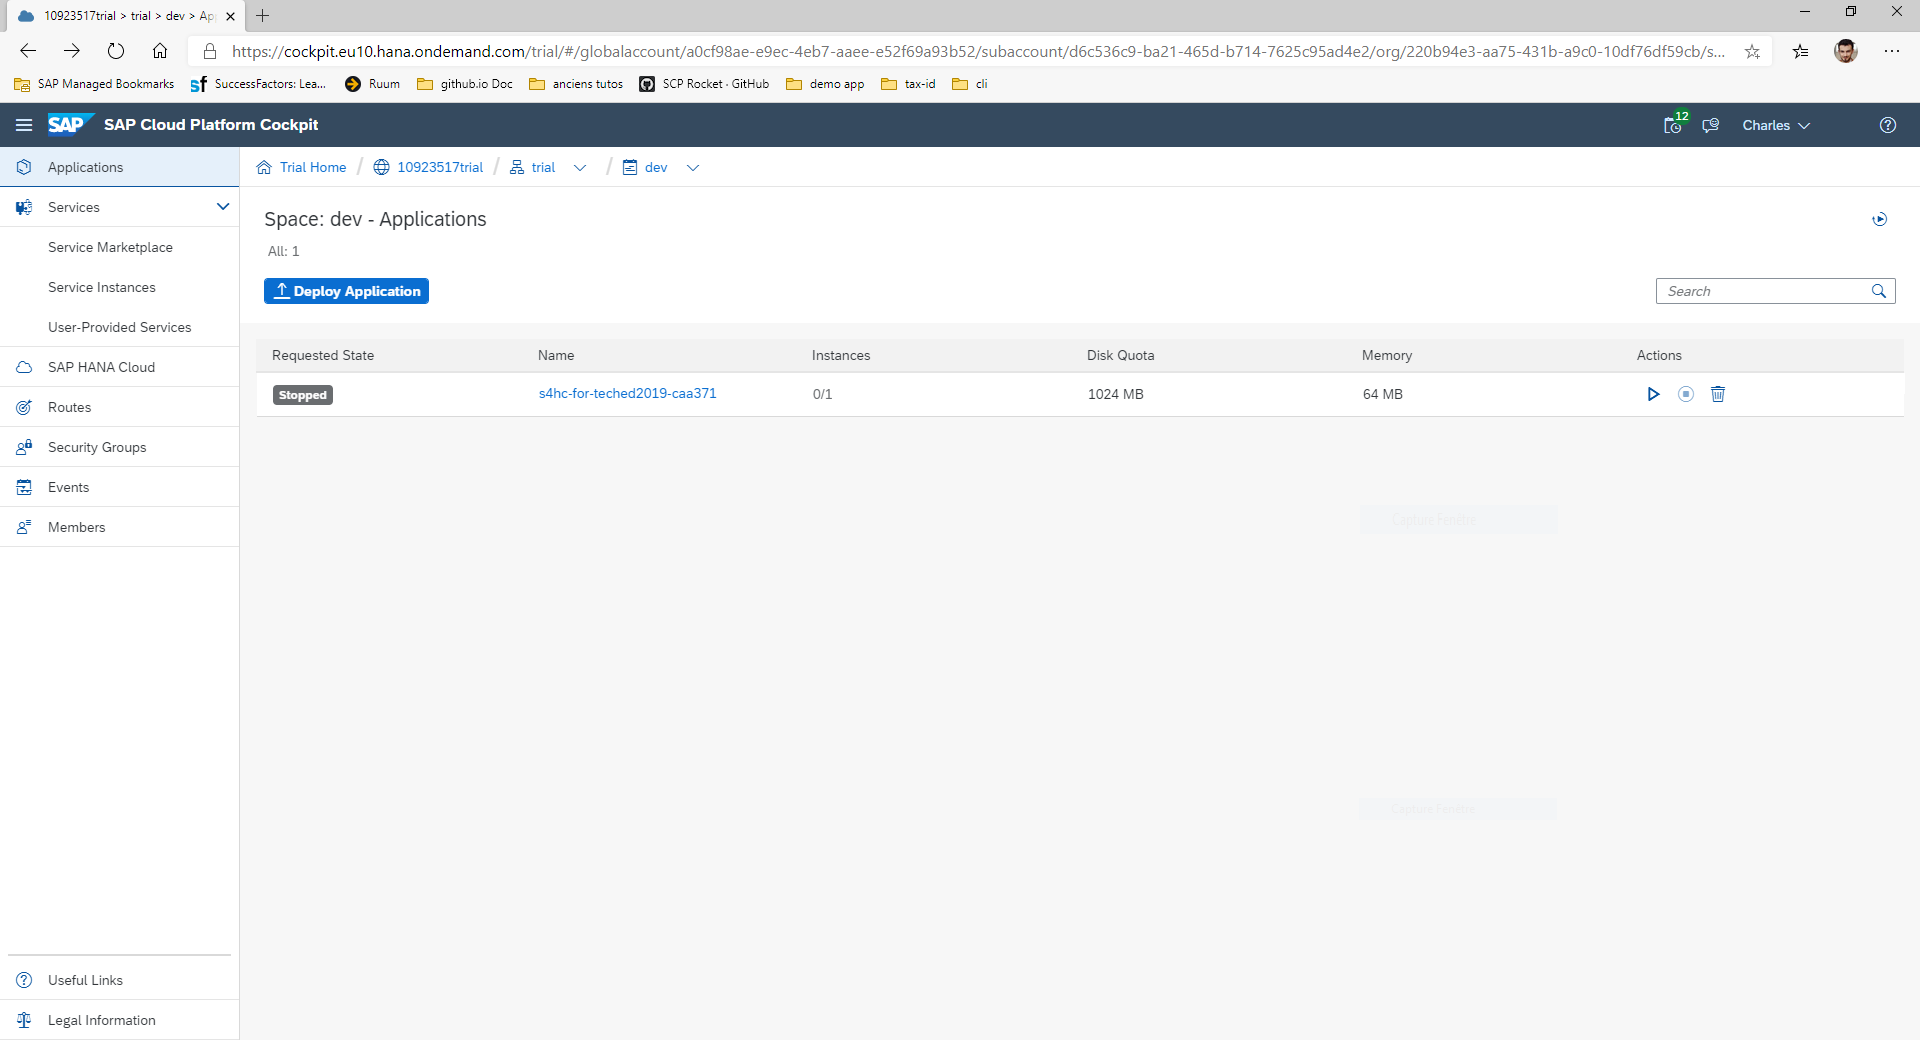 10923517trial > trial > dev > Ap
https://cockpit.eu10.hana.ondemand.com/trial/#/globalaccount/a0cf98ae-e9ec-4eb7-aaee-e52f69a93b52/subaccount/d6c536c9-ba21-465d-b714-7625c95ad4e2/org/220b94e3-aa75-431b-a9c0-10df76df59cb/s...
SAP Managed Bookmarks SuccessFactors: Lea... Ruum github.io Doc anciens tutos SCP Rocket · GitHub demo app tax-id cli
SAP SAP Cloud Platform Cockpit 12 Charles
Applications
Services
Service Marketplace
Service Instances
User-Provided Services
SAP HANA Cloud
Routes
Security Groups
Events
Members
Useful Links
Legal Information
Trial Home / 10923517trial / trial / dev
Space: dev - Applications
All: 1
Deploy Application
Search
Requested State Name Instances Disk Quota Memory Actions
Stopped s4hc-for-teched2019-caa371 0/1 1024 MB 64 MB
Capture Fenêtre
Capture Fenêtre